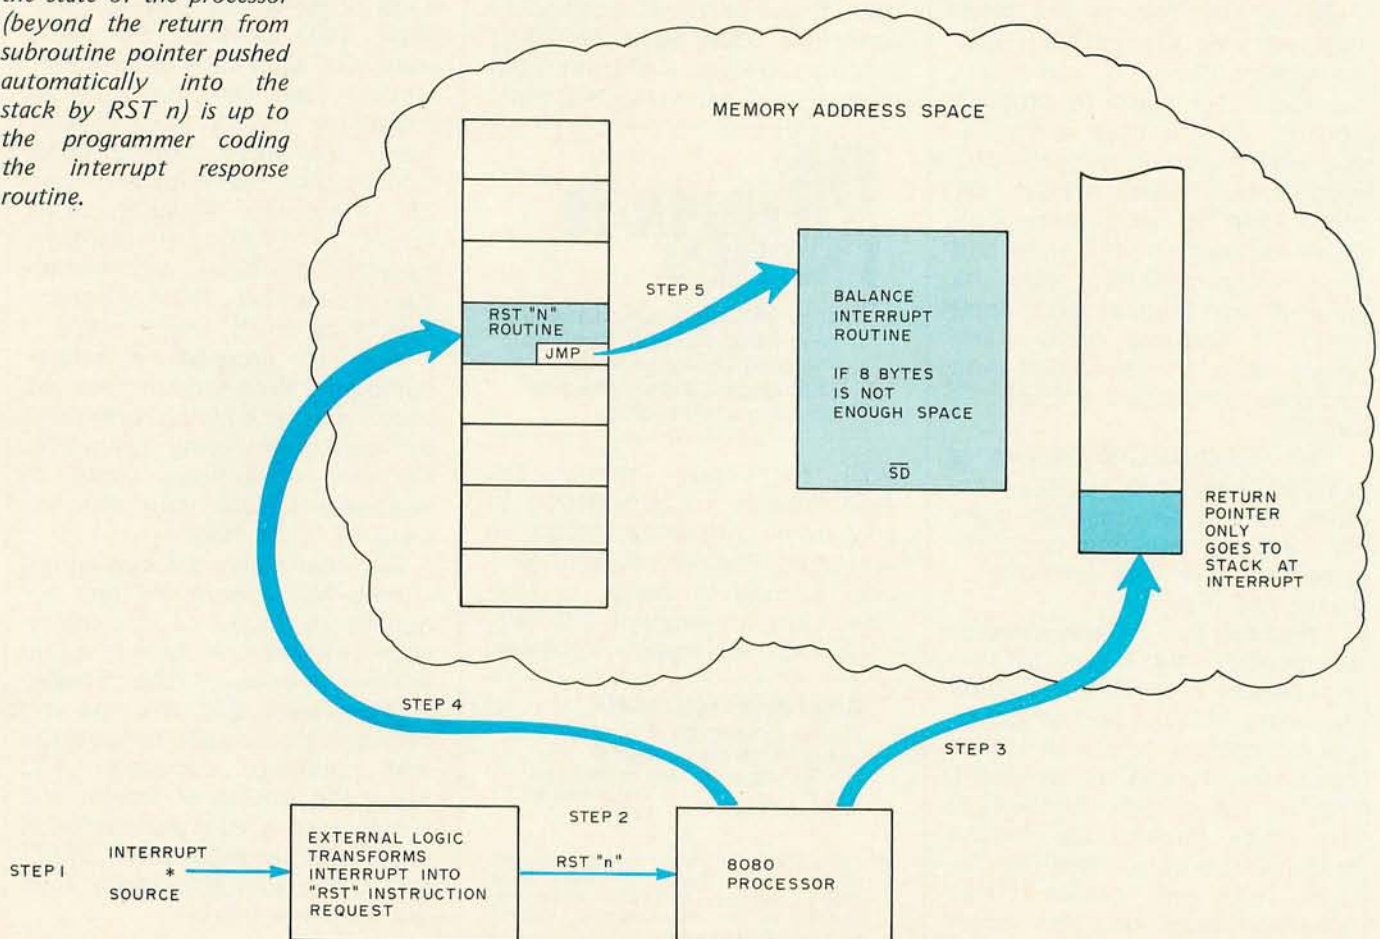 the state of the processor
(beyond the return from
subroutine pointer pushed
automatically into the
stack by RST n) is up to
the programmer coding
the interrupt response
routine.
MEMORY ADDRESS SPACE
RST "N"
ROUTINE
JMP
STEP 5
BALANCE
INTERRUPT
ROUTINE
IF 8 BYTES
IS NOT
ENOUGH SPACE
SD
RETURN
POINTER
ONLY
GOES TO
STACK AT
INTERRUPT
STEP 4
STEP 3
STEP 1
INTERRUPT
*
SOURCE
EXTERNAL LOGIC
TRANSFORMS
INTERRUPT INTO
"RST" INSTRUCTION
REQUEST
STEP 2
RST "n"
8080
PROCESSOR